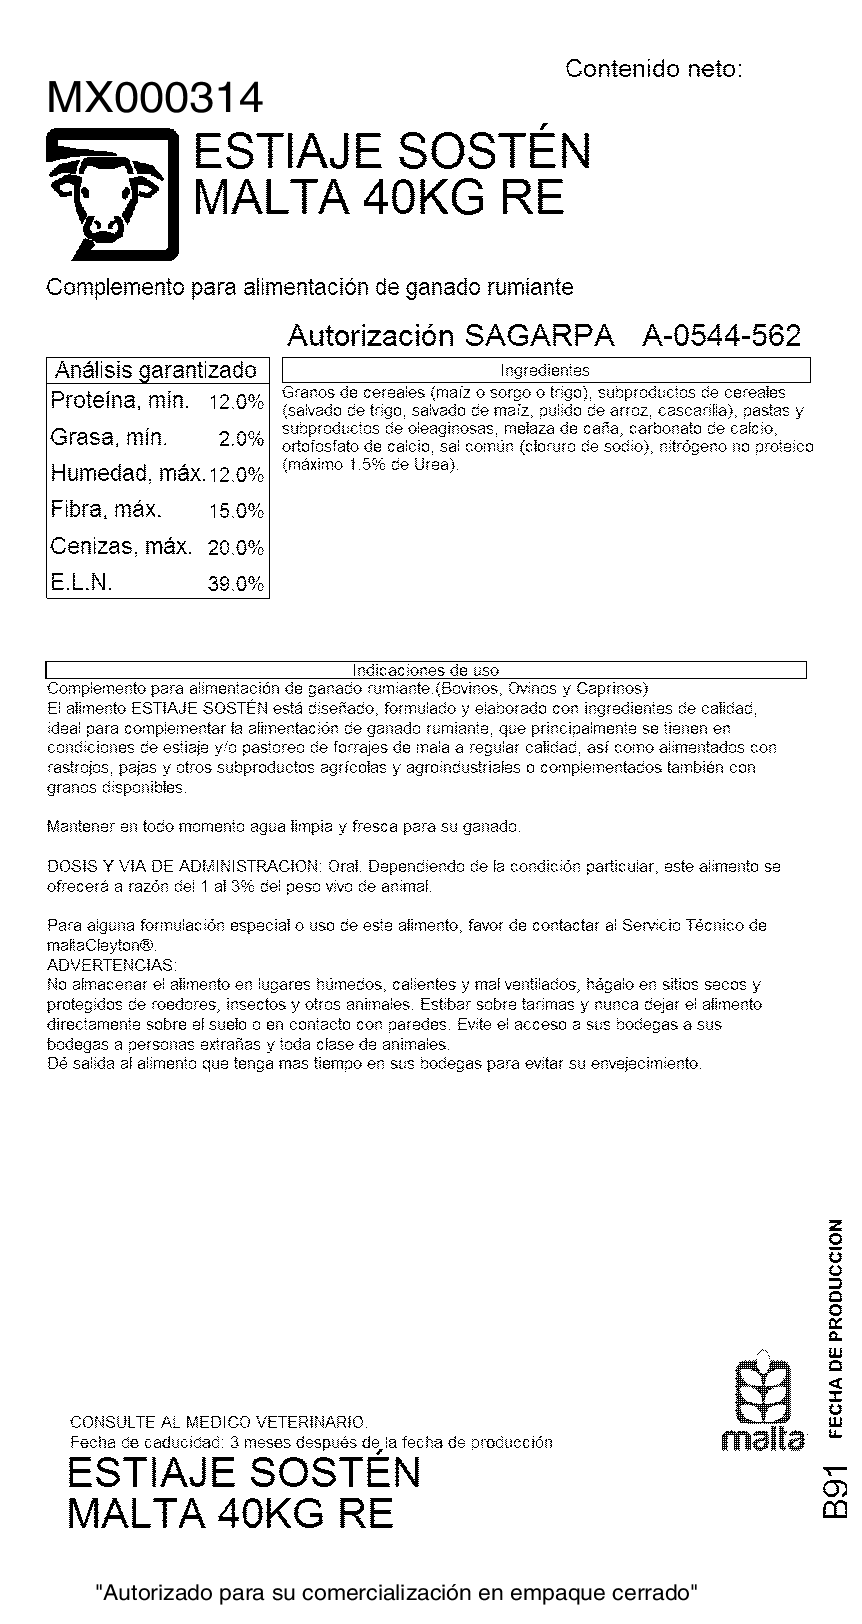 Contenido neto:
MX000314
ESTIAJE SOSTÉN
MALTA 40KG RE
Complemento para alimentación de ganado rumiante
Autorización SAGARPA A-0544-562
Análisis garantizado
Proteína, mín. 12.0%
Grasa, mín. 2.0%
Humedad, máx. 12.0%
Fibra, máx. 15.0%
Cenizas, máx. 20.0%
E.L.N. 39.0%
Ingredientes
Granos de cereales (maíz o sorgo o trigo), subproductos de cereales
(salvado de trigo, salvado de maíz, pulido de arroz, cascarilla), pastas y
subproductos de oleaginosas, melaza de caña, carbonato de calcio,
ortofosfato de calcio, sal común (cloruro de sodio), nitrógeno no proteico
(máximo 1.5% de Urea).
Indicaciones de uso
Complemento para alimentación de ganado rumiante.(Bovinos, Ovinos y Caprinos)
El alimento ESTIAJE SOSTÉN está diseñado, formulado y elaborado con ingredientes de calidad,
ideal para complementar la alimentación de ganado rumiante, que principalmente se tienen en
condiciones de estiaje y/o pastoreo de forrajes de mala a regular calidad, así como alimentados con
rastrojos, pajas y otros subproductos agrícolas y agroindustriales o complementados también con
granos disponibles.
Mantener en todo momento agua limpia y fresca para su ganado.
DOSIS Y VIA DE ADMINISTRACION: Oral. Dependiendo de la condición particular, este alimento se
ofrecerá a razón del 1 al 3% del peso vivo de animal.
Para alguna formulación especial o uso de este alimento, favor de contactar al Servicio Técnico de
maltaCleyton®.
ADVERTENCIAS:
No almacenar el alimento en lugares húmedos, calientes y mal ventilados, hágalo en sitios secos y
protegidos de roedores, insectos y otros animales. Estibar sobre tarimas y nunca dejar el alimento
directamente sobre el suelo o en contacto con paredes. Evite el acceso a sus bodegas a sus
bodegas a personas extrañas y toda clase de animales.
Dé salida al alimento que tenga mas tiempo en sus bodegas para evitar su envejecimiento.
FECHA DE PRODUCCION
B91
malta
CONSULTE AL MEDICO VETERINARIO.
Fecha de caducidad: 3 meses después de la fecha de producción
ESTIAJE SOSTÉN
MALTA 40KG RE
"Autorizado para su comercialización en empaque cerrado"